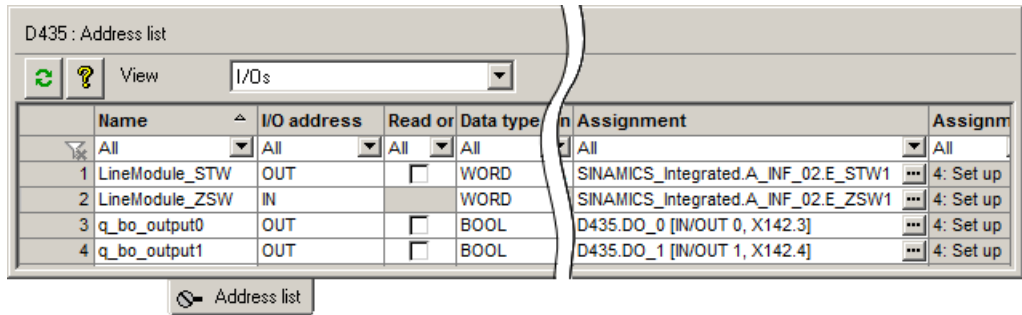 D435 : Address list
View I/Os
Name I/O address Read or Data type n Assignment Assignm
All All All All All All
1 LineModule_STW OUT WORD SINAMICS_Integrated.A_INF_02.E_STW1 ... 4: Set up
2 LineModule_ZSW IN WORD SINAMICS_Integrated.A_INF_02.E_ZSW1 ... 4: Set up
3 q_bo_output0 OUT BOOL D435.DO_0 [IN/OUT 0, X142.3] ... 4: Set up
4 q_bo_output1 OUT BOOL D435.DO_1 [IN/OUT 1, X142.4] ... 4: Set up
Address list